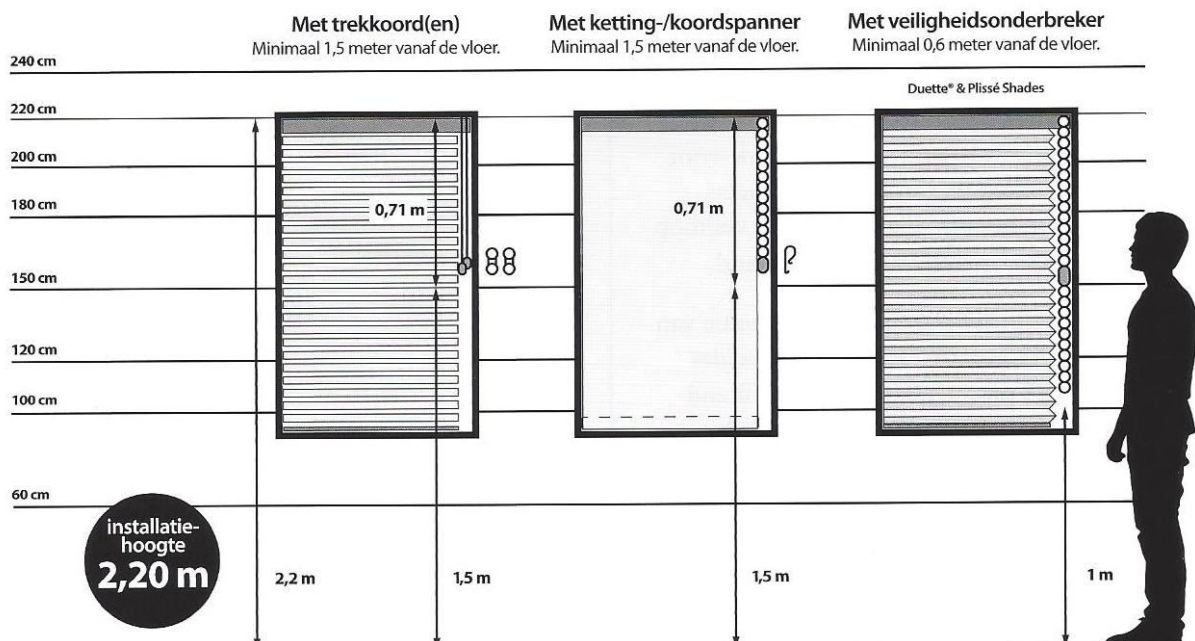 Met trekkoord(en)
Minimaal 1,5 meter vanaf de vloer.
Met ketting-/koordspanner
Minimaal 1,5 meter vanaf de vloer.
Met veiligheidsonderbreker
Minimaal 0,6 meter vanaf de vloer.
Duette® & Plissé Shades
240 cm
220 cm
200 cm
180 cm
150 cm
120 cm
100 cm
60 cm
0,71 m
0,71 m
installatie-
hoogte
2,20 m
2,2 m
1,5 m
1,5 m
1 m